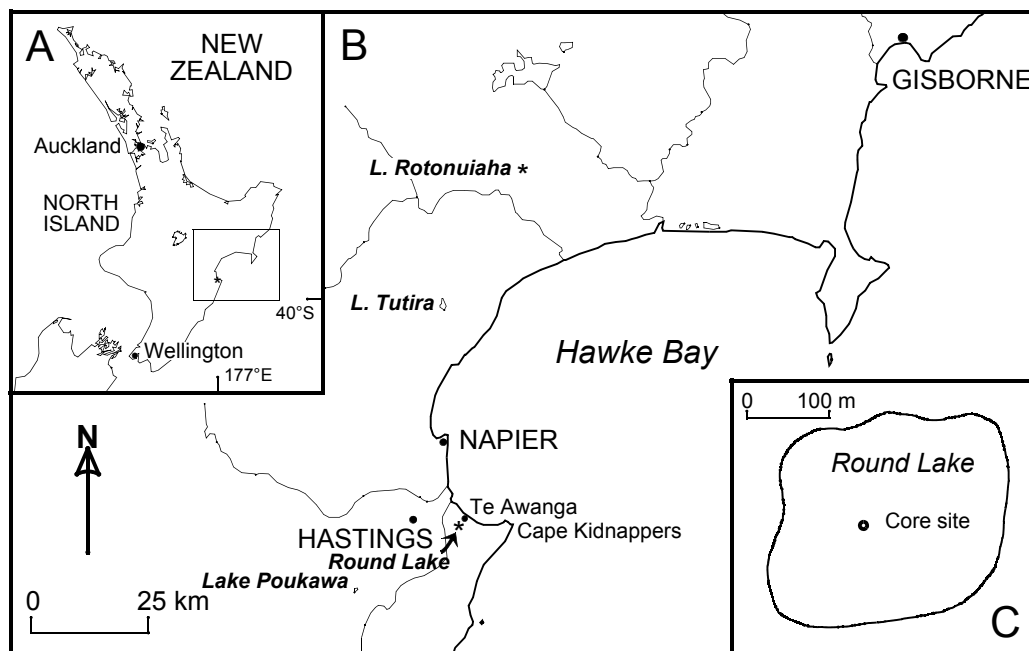 A
NEW
ZEALAND
Auckland
NORTH
ISLAND
40°S
Wellington
177°E
B
GISBORNE
L. Rotonuiaha *
L. Tutira
Hawke Bay
N
NAPIER
Te Awanga
*
HASTINGS
Cape Kidnappers
Round Lake
Lake Poukawa
0 25 km
0 100 m
Round Lake
Core site
C